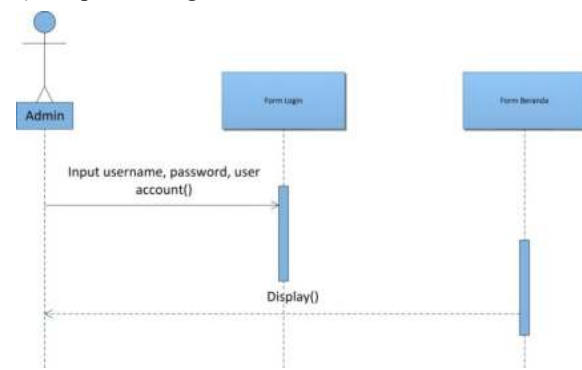 Form Login
Form Beranda
Admin
Input username, password, user
account()
Display()